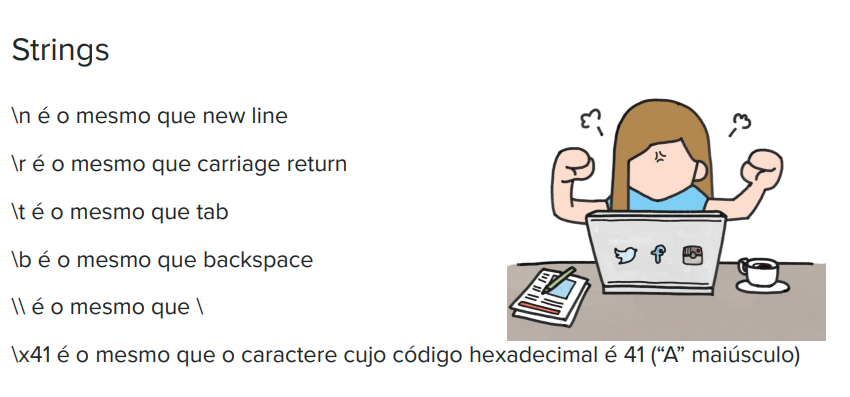 Strings
\n é o mesmo que new line
\r é o mesmo que carriage return
\t é o mesmo que tab
\b é o mesmo que backspace
\\ é o mesmo que \
\x41 é o mesmo que o caractere cujo código hexadecimal é 41 (“A” maiúsculo)